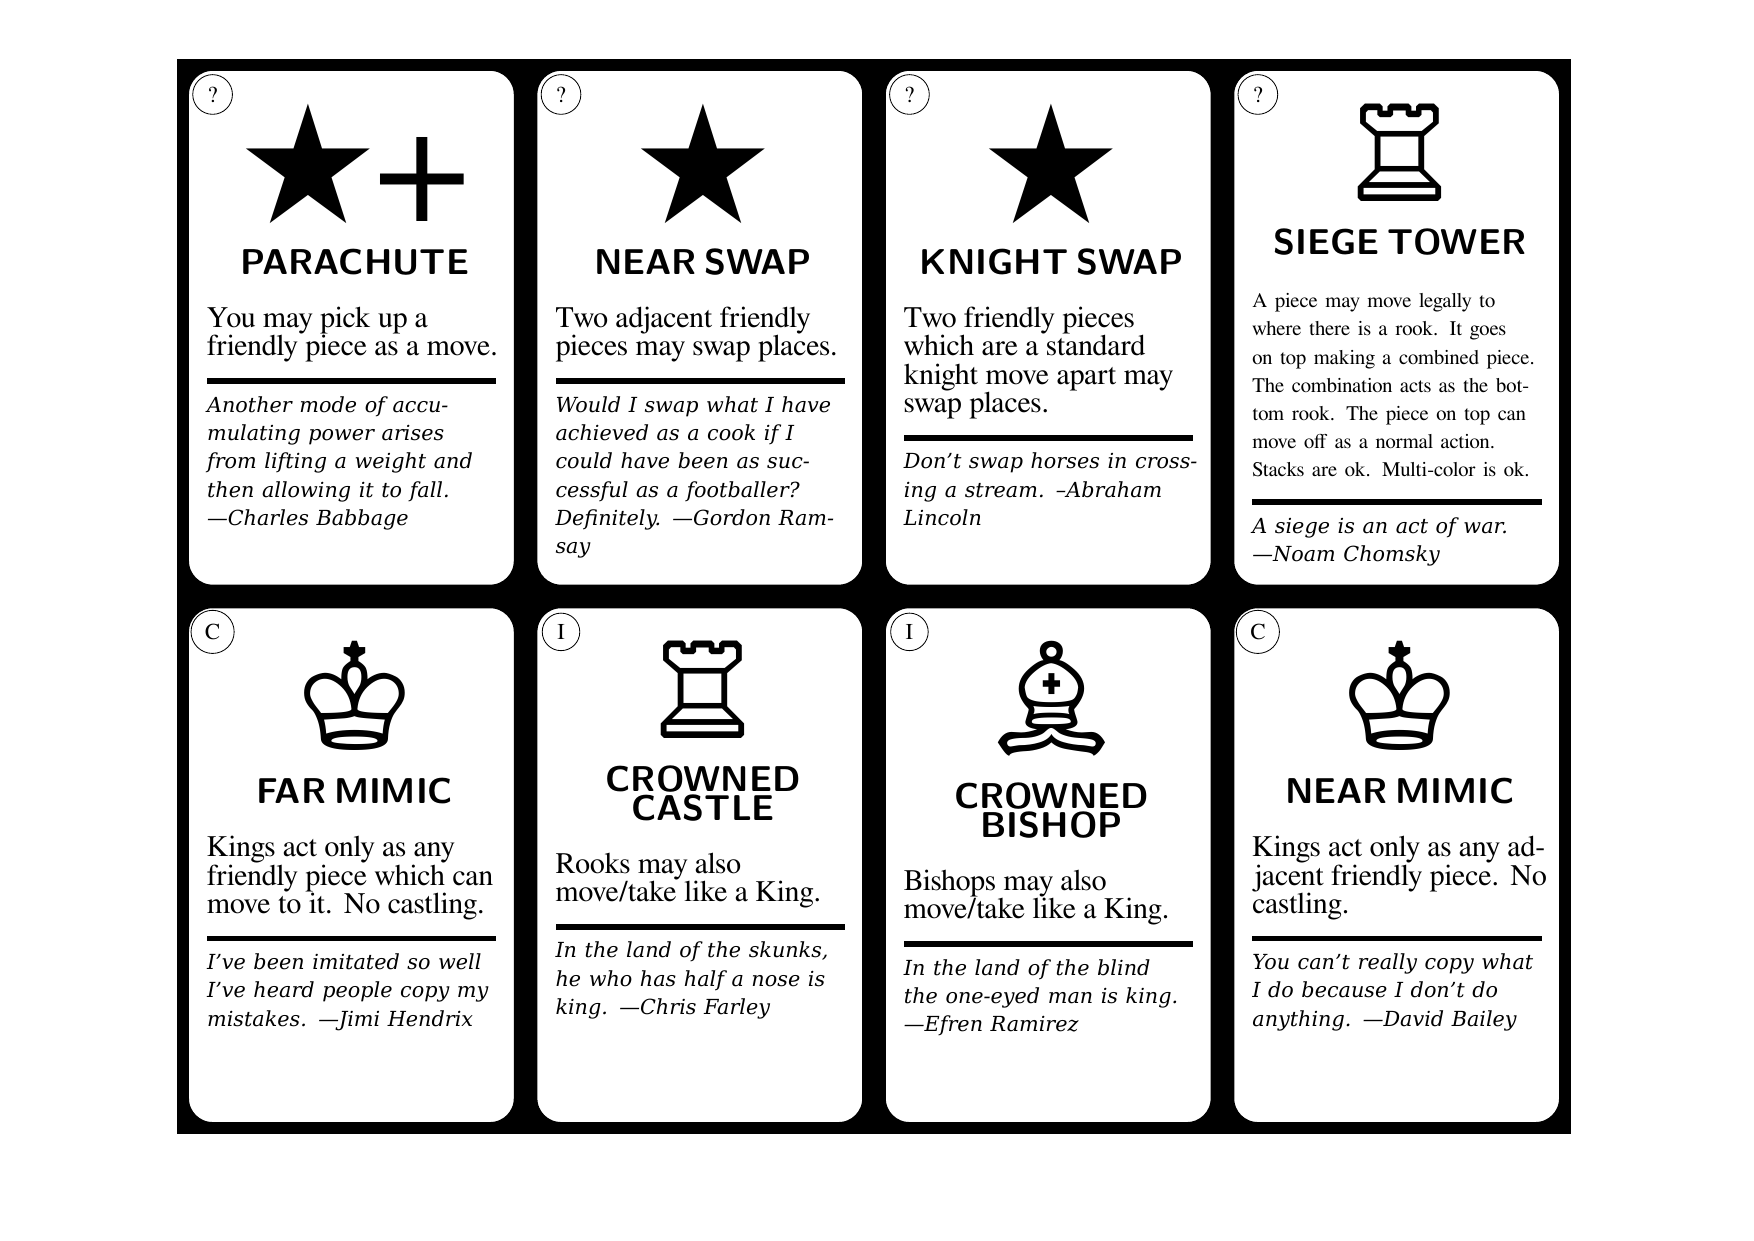 ?
PARACHUTE
You may pick up a
friendly piece as a move.
Another mode of accu-
mulating power arises
from lifting a weight and
then allowing it to fall.
—Charles Babbage
?
NEAR SWAP
Two adjacent friendly
pieces may swap places.
Would I swap what I have
achieved as a cook if I
could have been as suc-
cessful as a footballer?
Definitely. —Gordon Ram-
say
?
KNIGHT SWAP
Two friendly pieces
which are a standard
knight move apart may
swap places.
Don’t swap horses in cross-
ing a stream. –Abraham
Lincoln
?
SIEGE TOWER
A piece may move legally to
where there is a rook. It goes
on top making a combined piece.
The combination acts as the bot-
tom rook. The piece on top can
move off as a normal action.
Stacks are ok. Multi-color is ok.
A siege is an act of war.
—Noam Chomsky
C
FAR MIMIC
Kings act only as any
friendly piece which can
move to it. No castling.
I’ve been imitated so well
I’ve heard people copy my
mistakes. —Jimi Hendrix
I
CROWNED
CASTLE
Rooks may also
move/take like a King.
In the land of the skunks,
he who has half a nose is
king. —Chris Farley
I
CROWNED
BISHOP
Bishops may also
move/take like a King.
In the land of the blind
the one-eyed man is king.
—Efren Ramirez
C
NEAR MIMIC
Kings act only as any ad-
jacent friendly piece. No
castling.
You can’t really copy what
I do because I don’t do
anything. —David Bailey